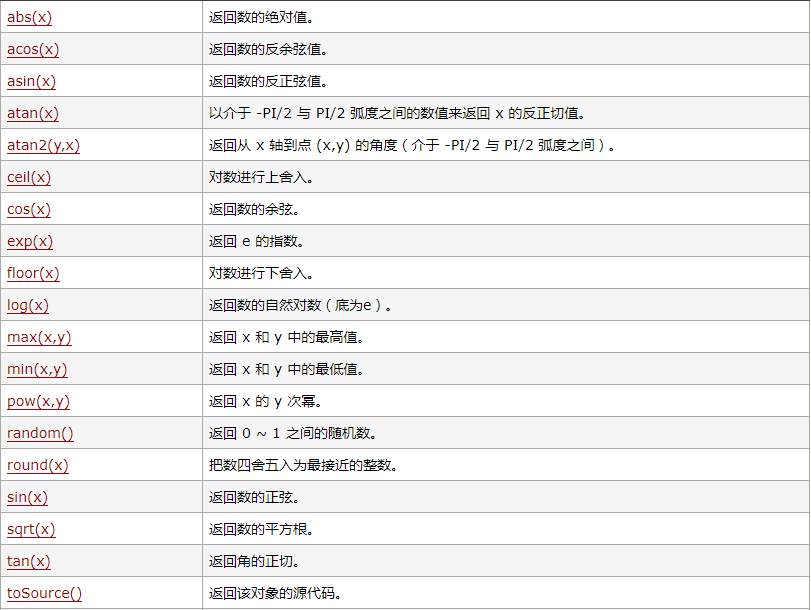 abs(x) 返回数的绝对值。
acos(x) 返回数的反余弦值。
asin(x) 返回数的反正弦值。
atan(x) 以介于 -PI/2 与 PI/2 弧度之间的数值来返回 x 的反正切值。
atan2(y,x) 返回从 x 轴到点 (x,y) 的角度（介于 -PI/2 与 PI/2 弧度之间）。
ceil(x) 对数进行上舍入。
cos(x) 返回数的余弦。
exp(x) 返回 e 的指数。
floor(x) 对数进行下舍入。
log(x) 返回数的自然对数（底为e）。
max(x,y) 返回 x 和 y 中的最高值。
min(x,y) 返回 x 和 y 中的最低值。
pow(x,y) 返回 x 的 y 次幂。
random() 返回 0 ~ 1 之间的随机数。
round(x) 把数四舍五入为最接近的整数。
sin(x) 返回数的正弦。
sqrt(x) 返回数的平方根。
tan(x) 返回角的正切。
toSource() 返回该对象的源代码。